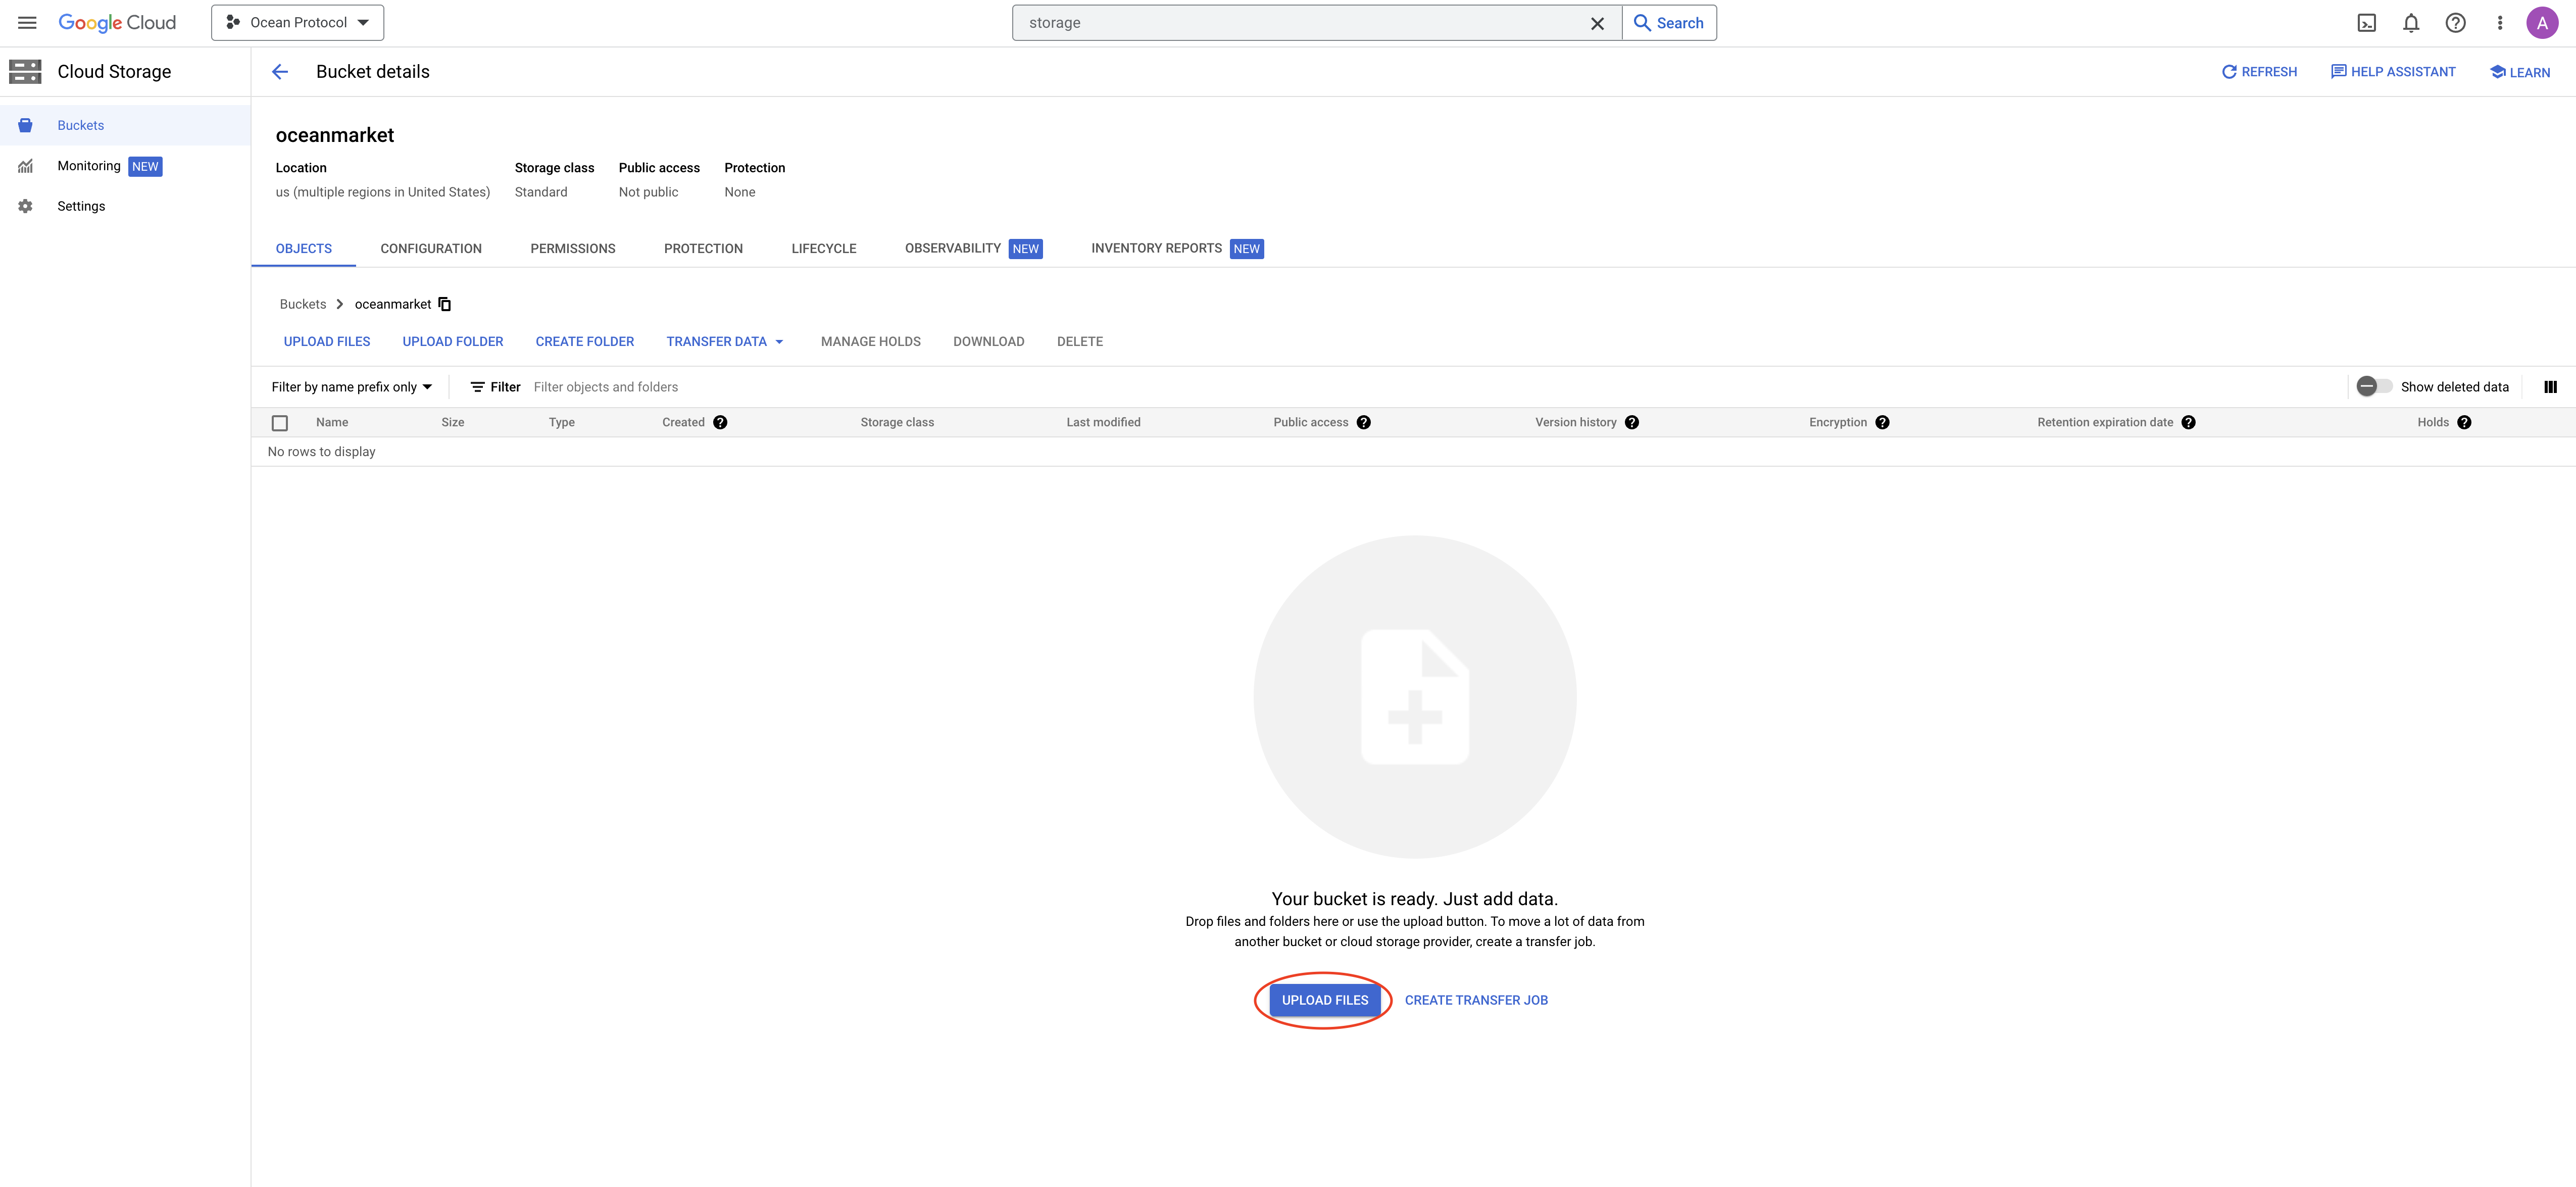 Google Cloud
Ocean Protocol
storage
Search
A
Cloud Storage
Bucket details
REFRESH
HELP ASSISTANT
LEARN
Buckets
Monitoring NEW
Settings
oceanmarket
Location Storage class Public access Protection
us (multiple regions in United States) Standard Not public None
OBJECTS CONFIGURATION PERMISSIONS PROTECTION LIFECYCLE OBSERVABILITY NEW INVENTORY REPORTS NEW
Buckets > oceanmarket
UPLOAD FILES UPLOAD FOLDER CREATE FOLDER TRANSFER DATA MANAGE HOLDS DOWNLOAD DELETE
Filter by name prefix only Filter Filter objects and folders Show deleted data
Name Size Type Created ? Storage class Last modified Public access ? Version history ? Encryption ? Retention expiration date ? Holds ?
No rows to display
Your bucket is ready. Just add data.
Drop files and folders here or use the upload button. To move a lot of data from
another bucket or cloud storage provider, create a transfer job.
UPLOAD FILES CREATE TRANSFER JOB